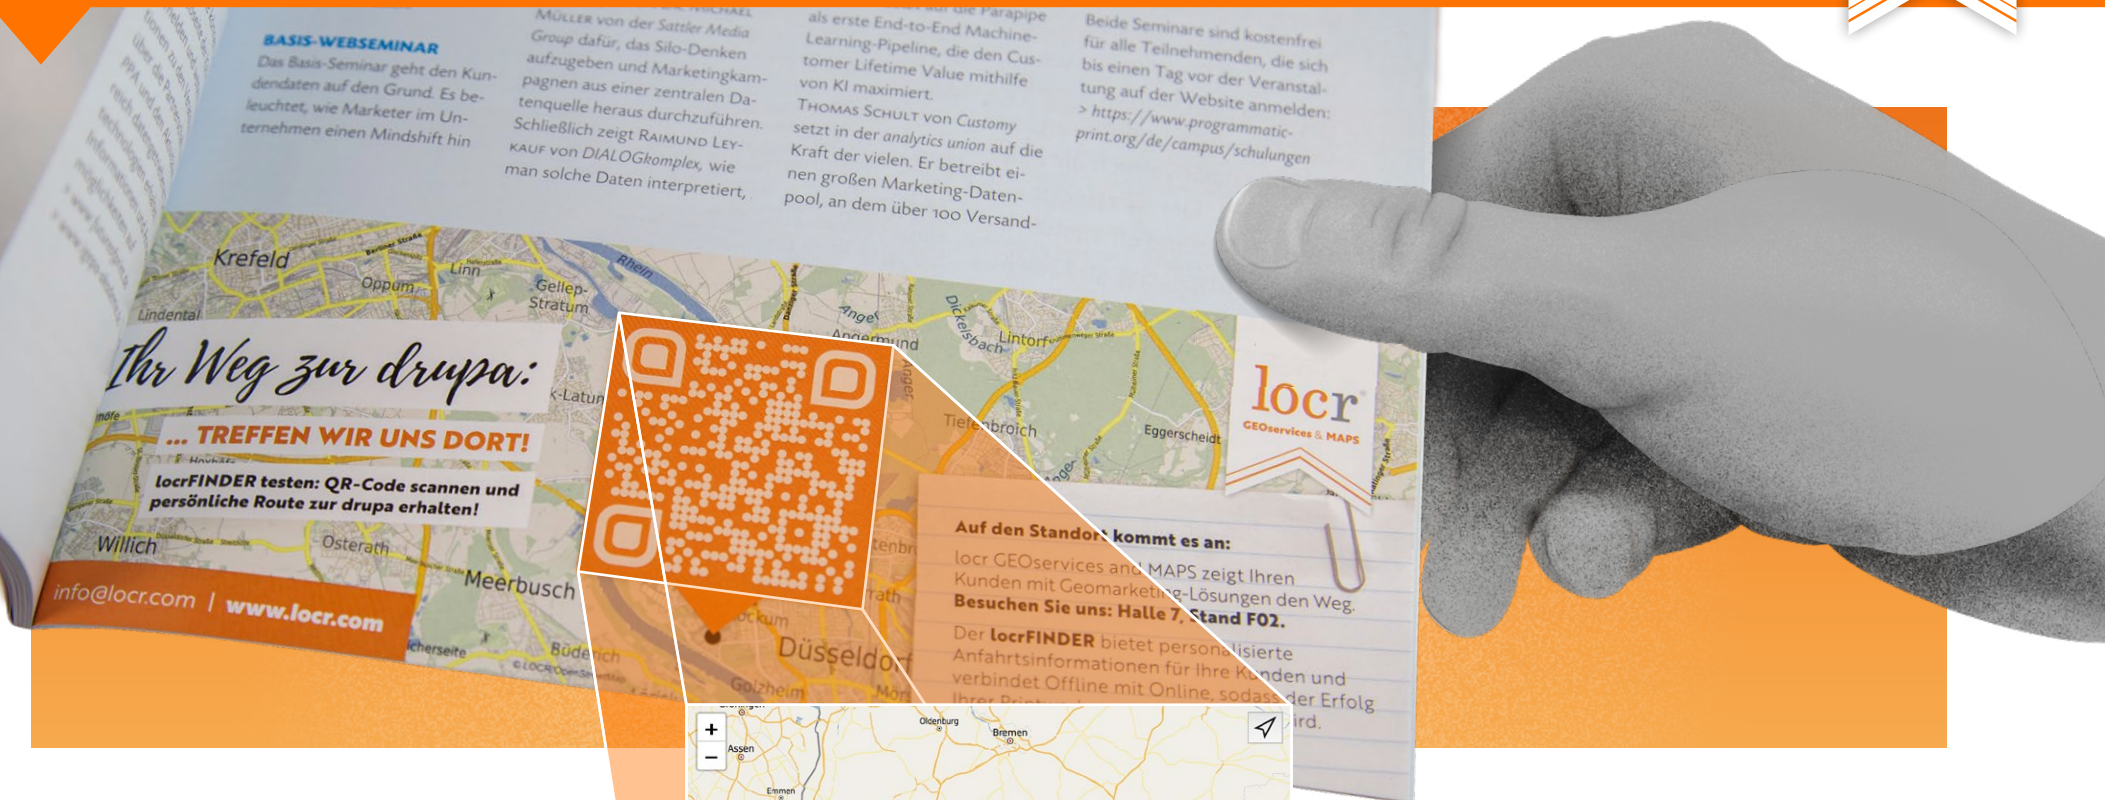 BASIS-WEBSEMINAR
Das Basis-Seminar geht den Kun-
dendaten auf den Grund. Es be-
leuchtet, wie Marketer im Un-
ternehmen einen Mindshift hin
MÜLLER von der Sattler Media
Group dafür, das Silo-Denken
aufzugeben und Marketingkam-
pagnen aus einer zentralen Da-
tenquelle heraus durchzuführen.
Schließlich zeigt RAIMUND LEY-
KAUF von DIALOGkomplex, wie
man solche Daten interpretiert,
als erste End-to-End Machine-
Learning-Pipeline, die den Cus-
tomer Lifetime Value mithilfe
von KI maximiert.
THOMAS SCHULT von Customy
setzt in der analytics union auf die
Kraft der vielen. Er betreibt ei-
nen großen Marketing-Daten-
pool, an dem über 100 Versand-
Beide Seminare sind kostenfrei
für alle Teilnehmenden, die sich
bis einen Tag vor der Veranstal-
tung auf der Website anmelden:
> https://www.programmatic-
print.org/de/campus/schulungen
Krefeld
Oppum
Linn
Gellep-
Stratum
Rhein
Lindental
Anger
Angermund
Dickelsbach
Lintorf
Tiefenbroich
Eggerscheidt
Ihr Weg zur drupa:
... TREFFEN WIR UNS DORT!
locrFINDER testen: QR-Code scannen und
persönliche Route zur drupa erhalten!
k-Latum
Willich
Osterath
Meerbusch
info@locr.com | www.locr.com
Büderich
Düsseldorf
Golzheim
locr
GEOservices & MAPS
Auf den Standort kommt es an:
locr GEOservices and MAPS zeigt Ihren
Kunden mit Geomarketing-Lösungen den Weg.
Besuchen Sie uns: Halle 7, Stand F02.
Der locrFINDER bietet personalisierte
Anfahrtsinformationen für Ihre Kunden und
verbindet Offline mit Online, sodass der Erfolg
+
−
Assen
Oldenburg
Bremen
Emmen